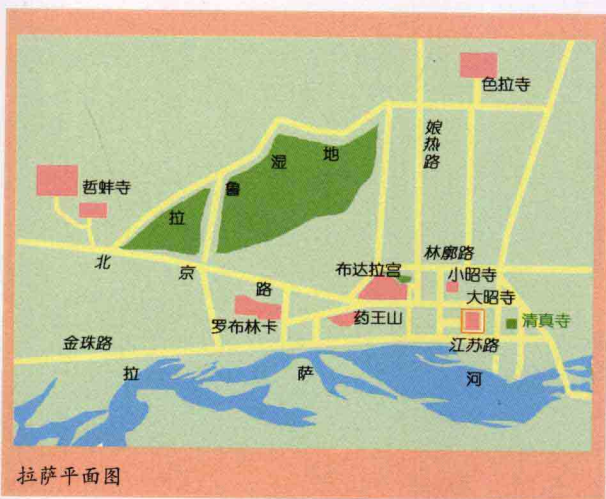 色拉寺
娘热路
哲蚌寺
拉鲁湿地
林廓路
北京路
布达拉宫
小昭寺
大昭寺
罗布林卡
药王山
清真寺
金珠路
江苏路
拉萨河
拉萨平面图